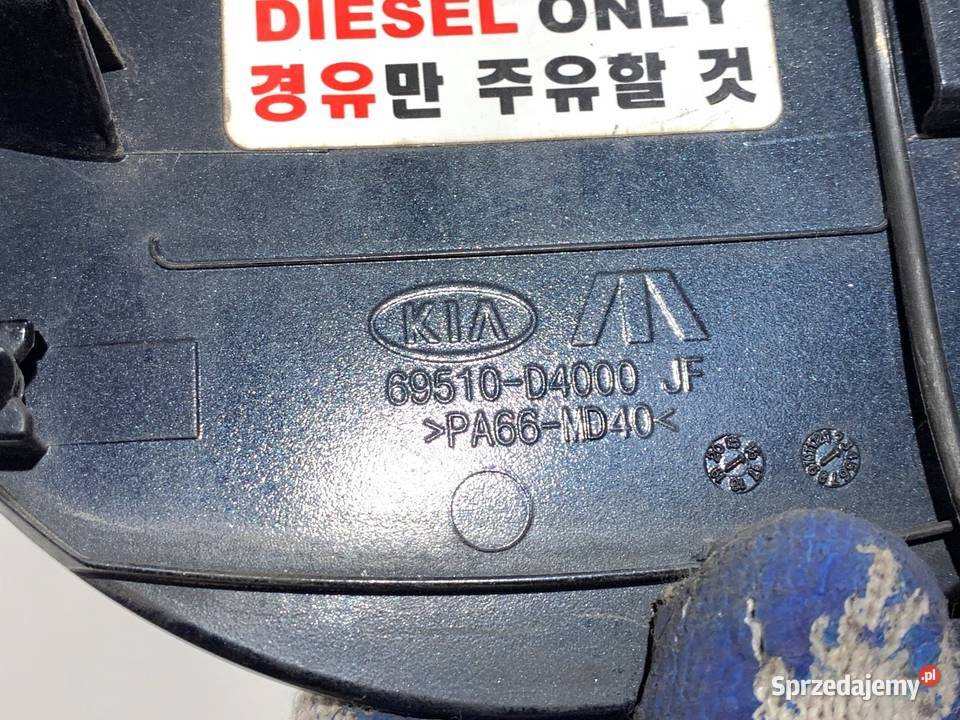 DIESEL ONLY
경유만 주유할 것
KIA
69510-D4000 JF
>PA66-MD40<
Sprzedajemy.pl